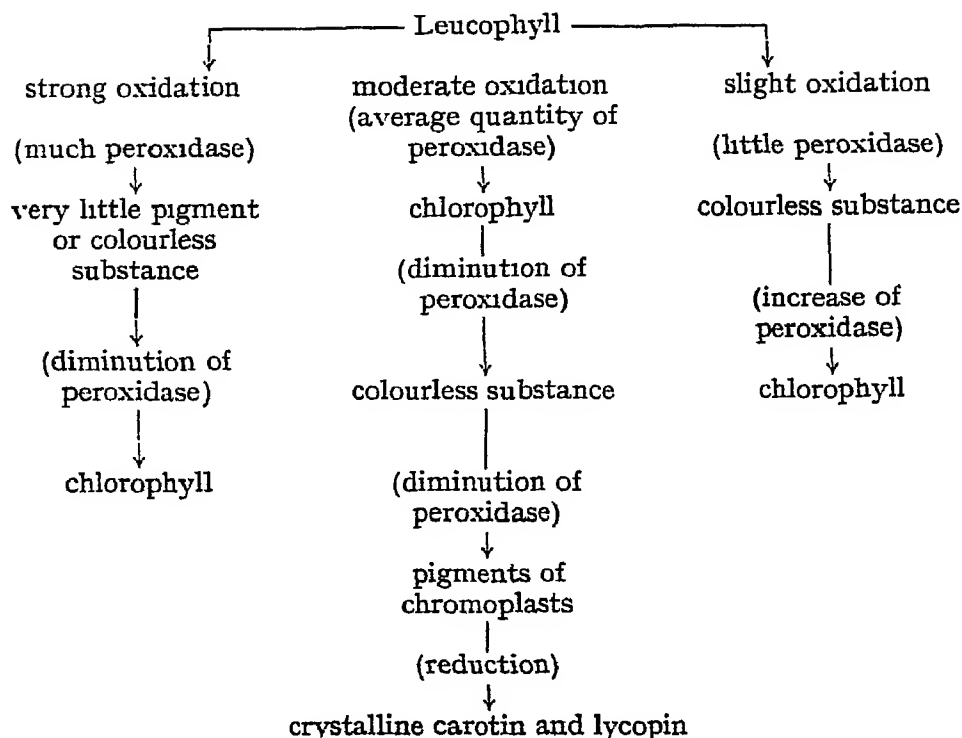 Leucophyll
strong oxidation
(much peroxidase)
very little pigment
or colourless
substance
(diminution of
peroxidase)
chlorophyll
moderate oxidation
(average quantity of
peroxidase)
chlorophyll
(diminution of
peroxidase)
colourless substance
(diminution of
peroxidase)
pigments of
chromoplasts
(reduction)
crystalline carotin and lycopin
slight oxidation
(little peroxidase)
colourless substance
(increase of
peroxidase)
chlorophyll